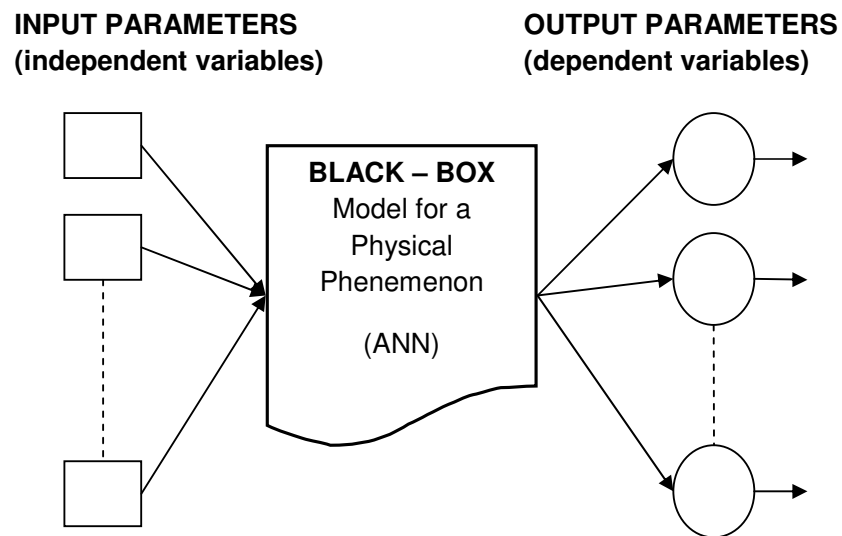 INPUT PARAMETERS
(independent variables)
OUTPUT PARAMETERS
(dependent variables)
BLACK – BOX
Model for a
Physical
Phenemenon
(ANN)